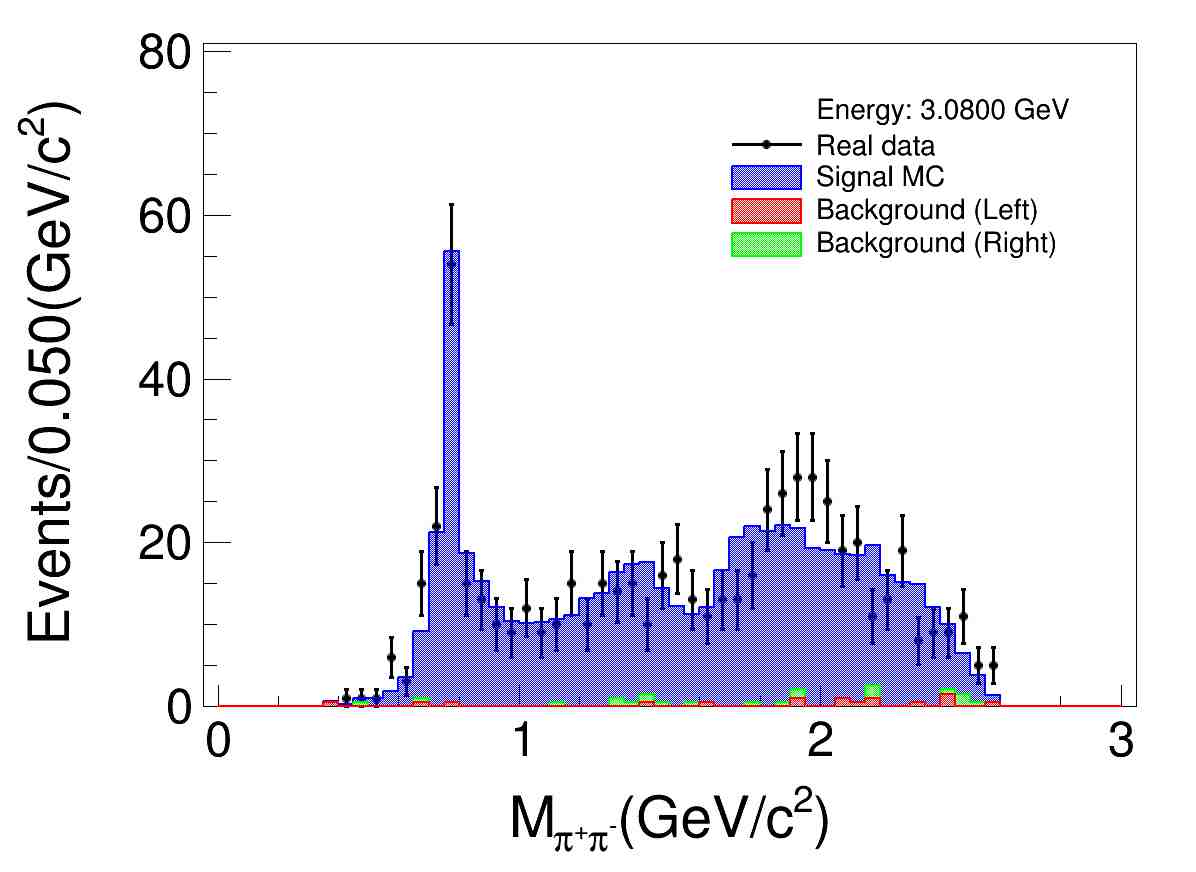 80
60
40
20
0
Events/0.050(GeV/c²)
Energy: 3.0800 GeV
Real data
Signal MC
Background (Left)
Background (Right)
0 1 2 3
Mπ⁺π⁻(GeV/c²)